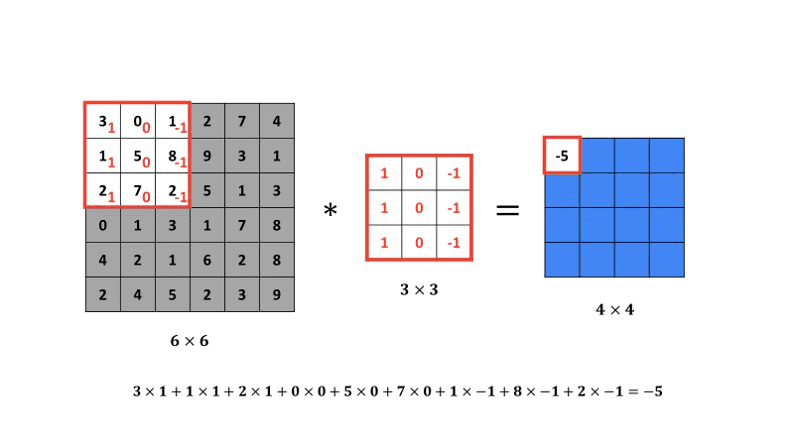 3 1 0 0 1 -1 2 7 4
1 1 5 0 8 -1 9 3 1
2 1 7 0 2 -1 5 1 3
0 1 3 1 7 8
4 2 1 6 2 8
2 4 5 2 3 9
6 × 6
*
1 0 -1
1 0 -1
1 0 -1
3 × 3
=
-5
4 × 4
3 × 1 + 1 × 1 + 2 × 1 + 0 × 0 + 5 × 0 + 7 × 0 + 1 × −1 + 8 × −1 + 2 × −1 = −5